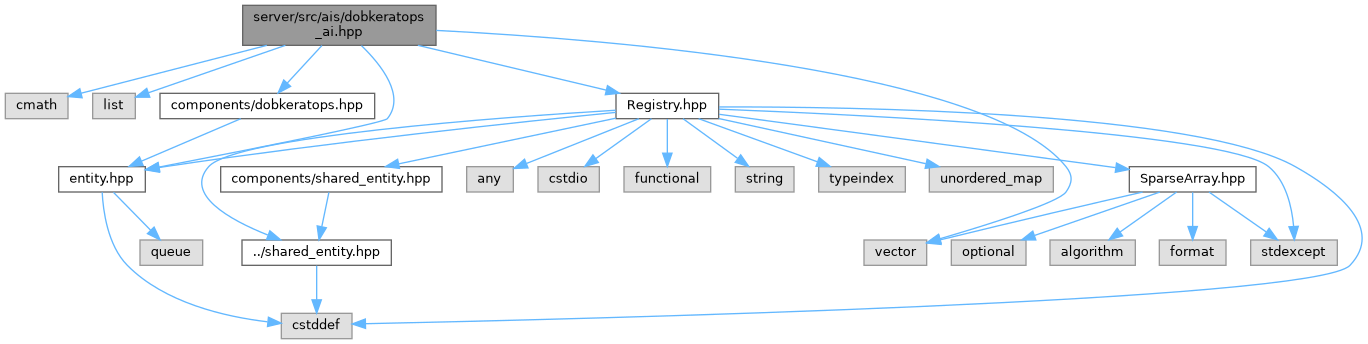 server/src/ais/dobkeratops
_ai.hpp
cmath
list
components/dobkeratops.hpp
Registry.hpp
entity.hpp
components/shared_entity.hpp
any
cstdio
functional
string
typeindex
unordered_map
SparseArray.hpp
queue
../shared_entity.hpp
vector
optional
algorithm
format
stdexcept
cstddef